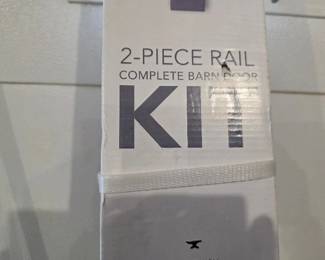 2-PIECE RAIL
COMPLETE BARN DOOR
KIT